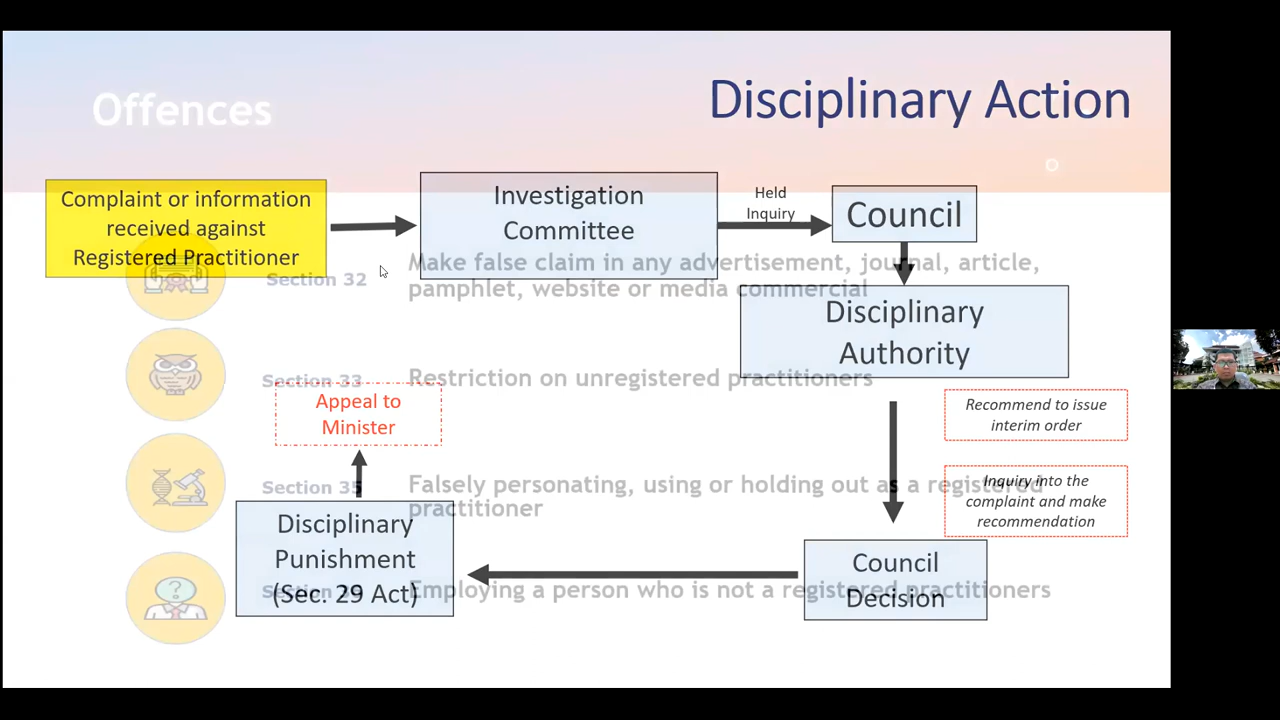 Offences
Disciplinary Action
Complaint or information
received against
Registered Practitioner
Investigation
Committee
Held
Inquiry
Council
Section 32
Make false claim in any advertisement, journal, article,
pamphlet, website or media commercial
Disciplinary
Authority
Section 33
Restriction on unregistered practitioners
Appeal to
Minister
Recommend to issue
interim order
Section 35
Falsely personating, using or holding out as a registered
practitioner
Inquiry into the
complaint and make
recommendation
Disciplinary
Punishment
(Sec. 29 Act)
Employing a person who is not a registered practitioners
Council
Decision